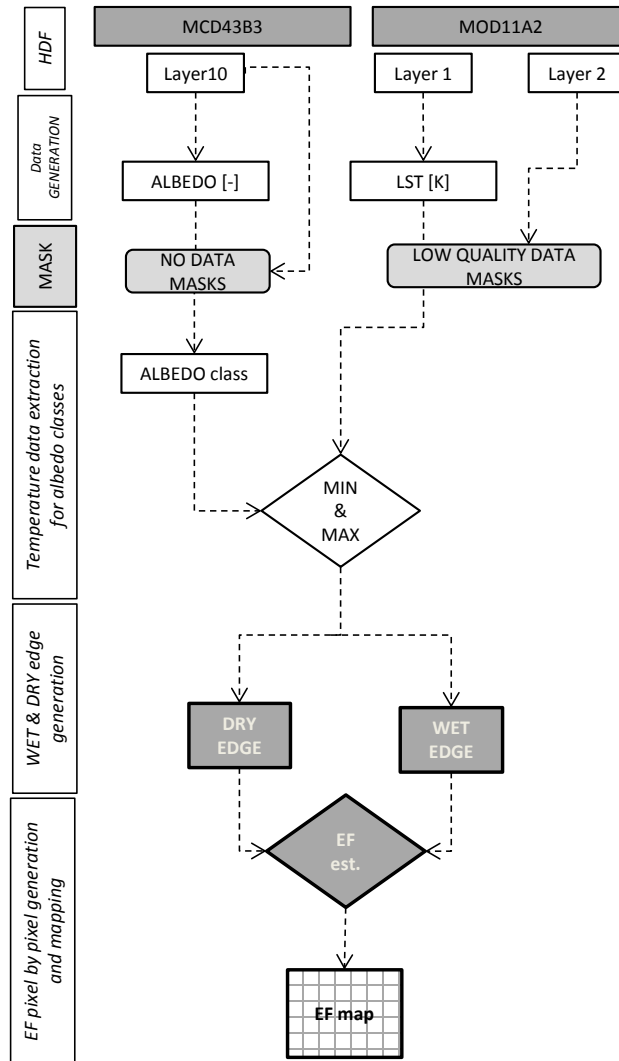 HDF
MCD43B3
MOD11A2
Layer10
Layer 1
Layer 2
Data
GENERATION
ALBEDO [-]
LST [K]
MASK
NO DATA
MASKS
LOW QUALITY DATA
MASKS
Temperature data extraction
for albedo classes
ALBEDO class
MIN
&
MAX
WET & DRY edge
generation
DRY
EDGE
WET
EDGE
EF pixel by pixel generation
and mapping
EF
est.
EF map